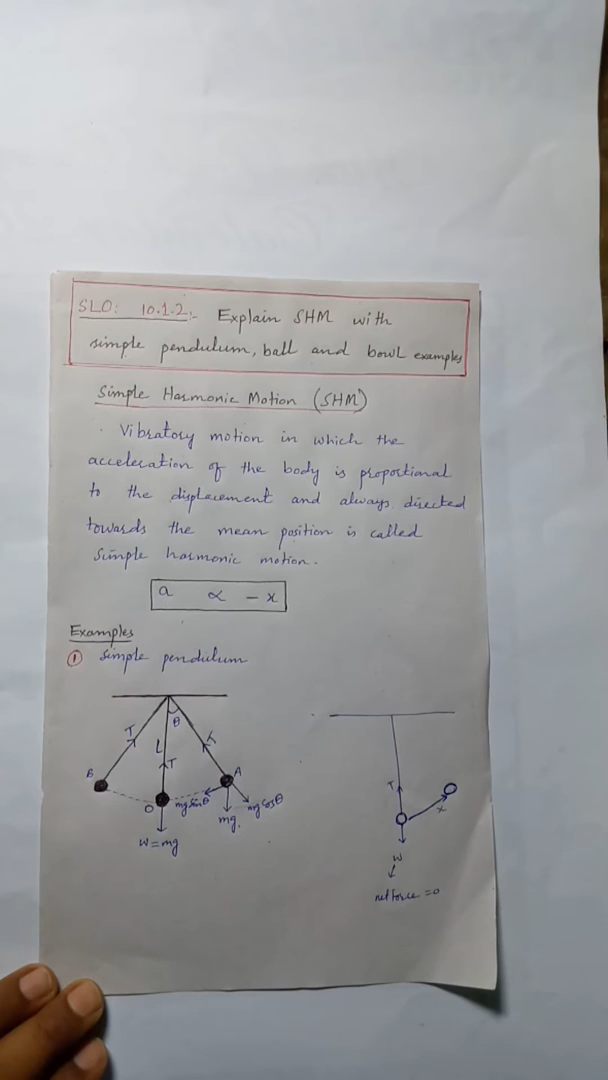 SLO: 10.1.2:- Explain SHM with
simple pendulum, ball and bowl examples
Simple Harmonic Motion (SHM)
Vibratory motion in which the
acceleration of the body is proportional
to the displacement and always directed
towards the mean position is called
simple harmonic motion.
a ∝ - x
Examples
① Simple pendulum
θ
T
L
T
T
B
A
O
mg sinθ
mg cosθ
mg
W = mg
T
x
W
net force = 0